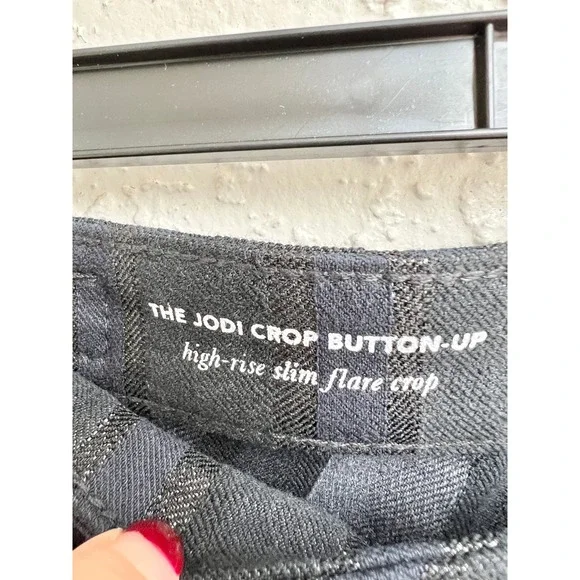 THE JODI CROP BUTTON-UP
high-rise slim flare crop